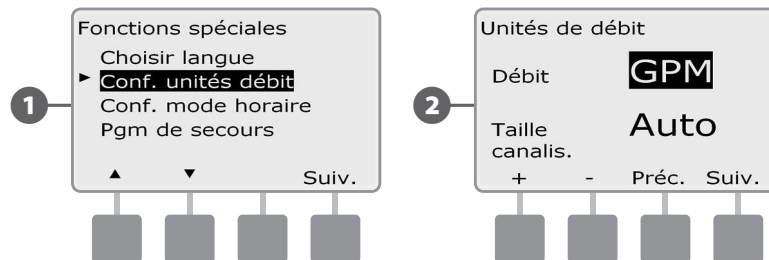 1
Fonctions spéciales
Choisir langue
► Conf. unités débit
Conf. mode horaire
Pgm de secours
▲ ▼ Suiv.
2
Unités de débit
Débit GPM
Taille canalis. Auto
+ - Préc. Suiv.